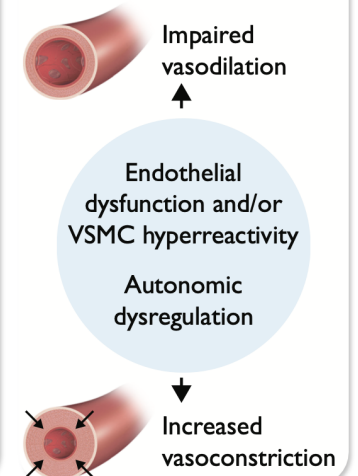 Impaired
vasodilation
Endothelial
dysfunction and/or
VSMC hyperreactivity
Autonomic
dysregulation
Increased
vasoconstriction